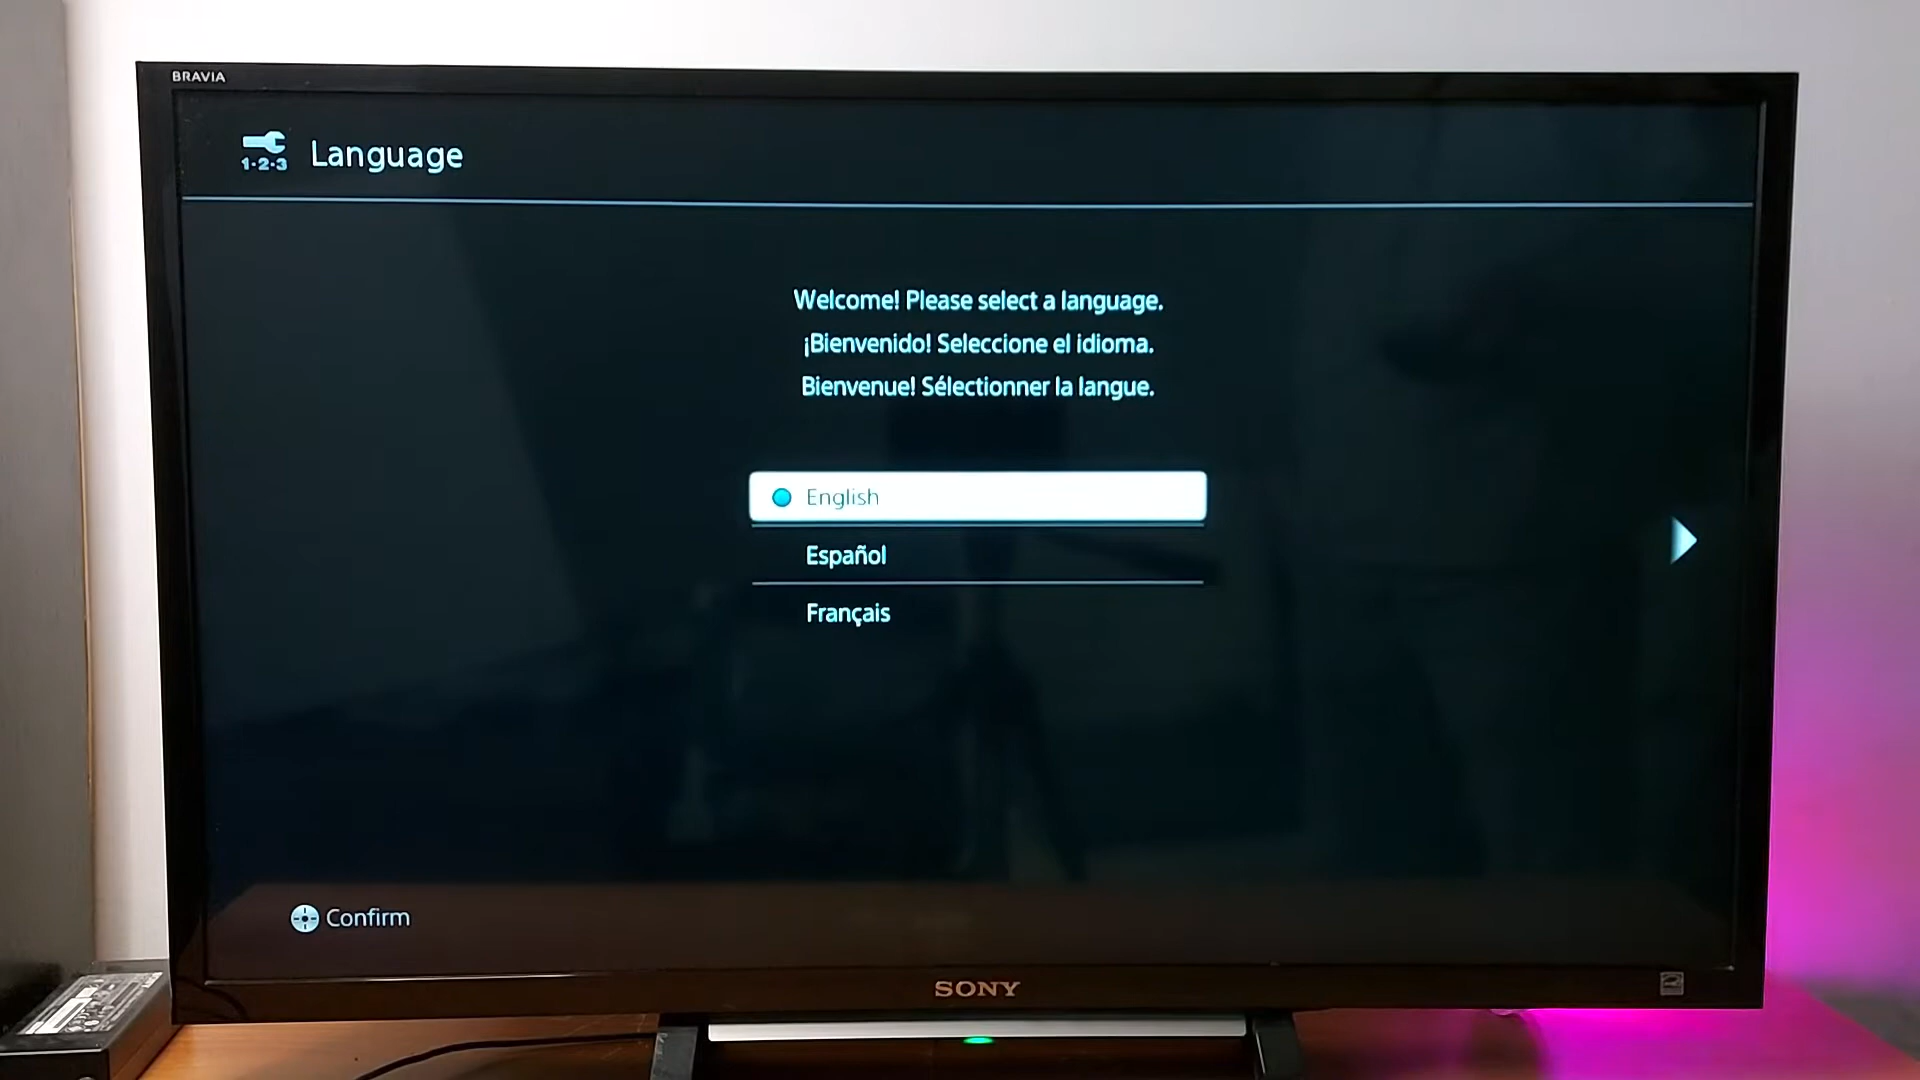 BRAVIA
1·2·3 Language
Welcome! Please select a language.
¡Bienvenido! Seleccione el idioma.
Bienvenue! Sélectionner la langue.
English
Español
Français
Confirm
SONY